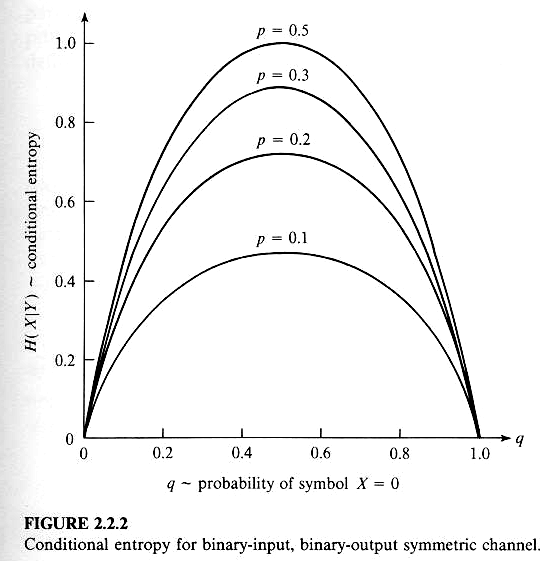 1.0
p = 0.5
p = 0.3
0.8
p = 0.2
0.6
p = 0.1
0.4
0.2
0
H(X|Y) ~ conditional entropy
0 0.2 0.4 0.6 0.8 1.0 q
q ~ probability of symbol X = 0
FIGURE 2.2.2
Conditional entropy for binary-input, binary-output symmetric channel.